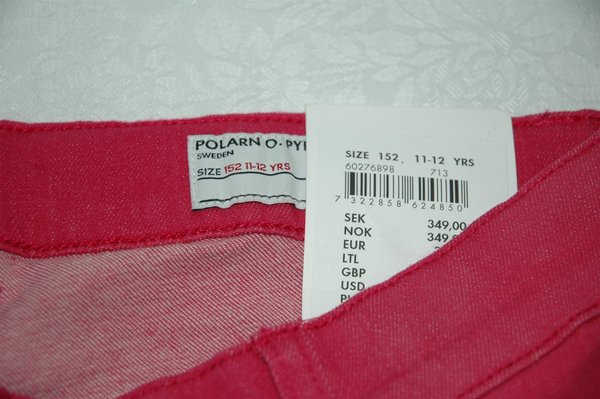 POLARN O. PY
SWEDEN
SIZE 152 11-12 YRS
SIZE 152 . 11-12 YRS
60276898 713
7 322858 624850
SEK 349,00
NOK 349,
EUR
LTL
GBP
USD